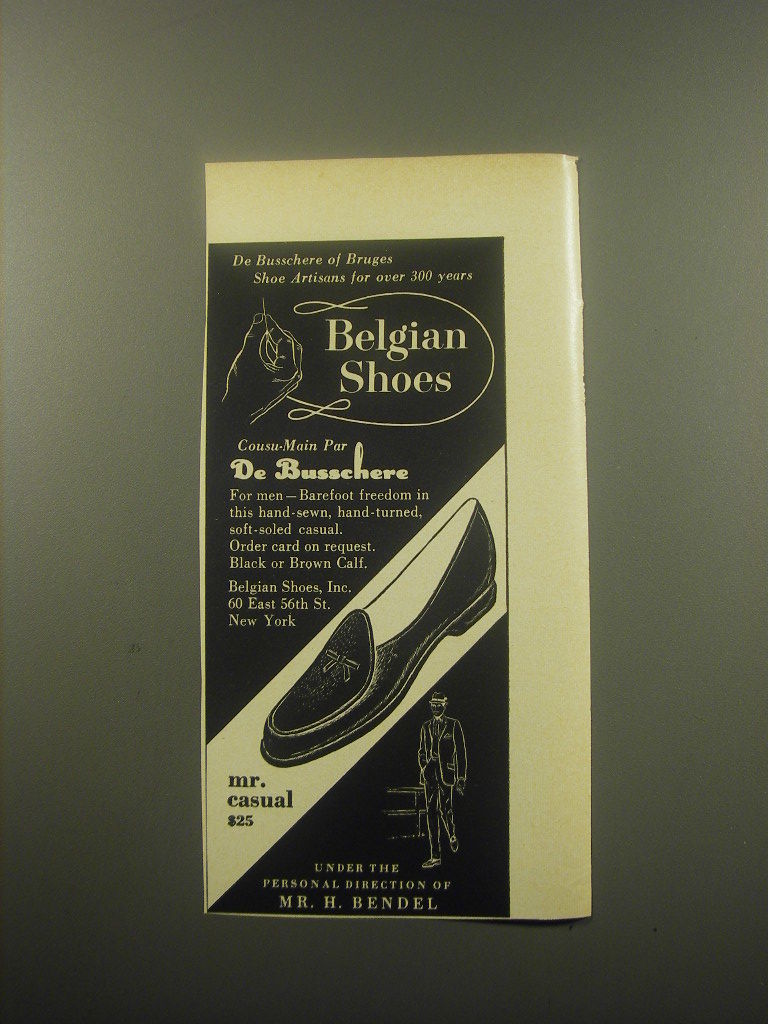 De Busschere of Bruges
Shoe Artisans for over 300 years
Belgian
Shoes
Cousu-Main Par
De Busschere
For men—Barefoot freedom in
this hand-sewn, hand-turned,
soft-soled casual.
Order card on request.
Black or Brown Calf.
Belgian Shoes, Inc.
60 East 56th St.
New York
mr.
casual
$25
UNDER THE
PERSONAL DIRECTION OF
MR. H. BENDEL